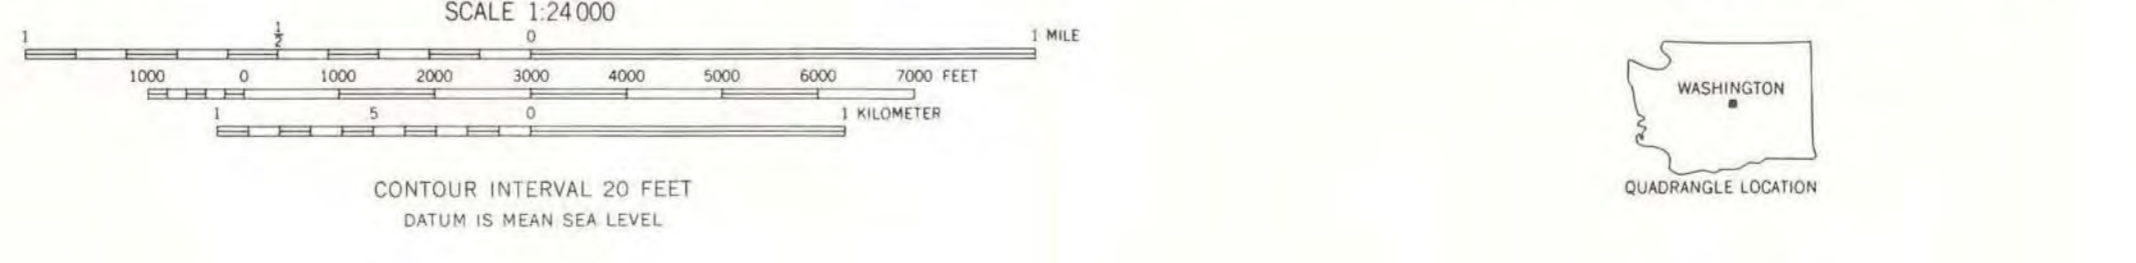 SCALE 1:24 000
1 ½ 0 1 MILE
1000 0 1000 2000 3000 4000 5000 6000 7000 FEET
1 5 0 1 KILOMETER
CONTOUR INTERVAL 20 FEET
DATUM IS MEAN SEA LEVEL
WASHINGTON
QUADRANGLE LOCATION